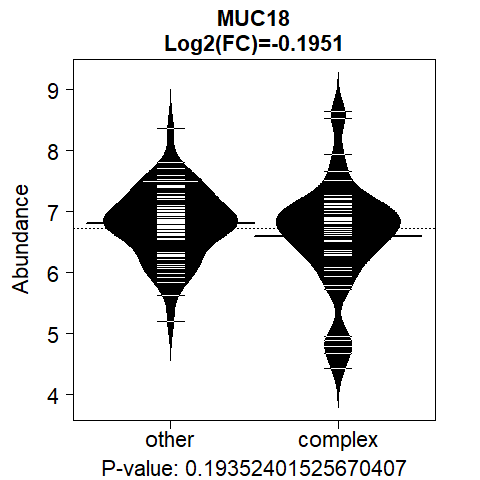 MUC18
Log2(FC)=-0.1951
Abundance
9
8
7
6
5
4
other complex
P-value: 0.19352401525670407